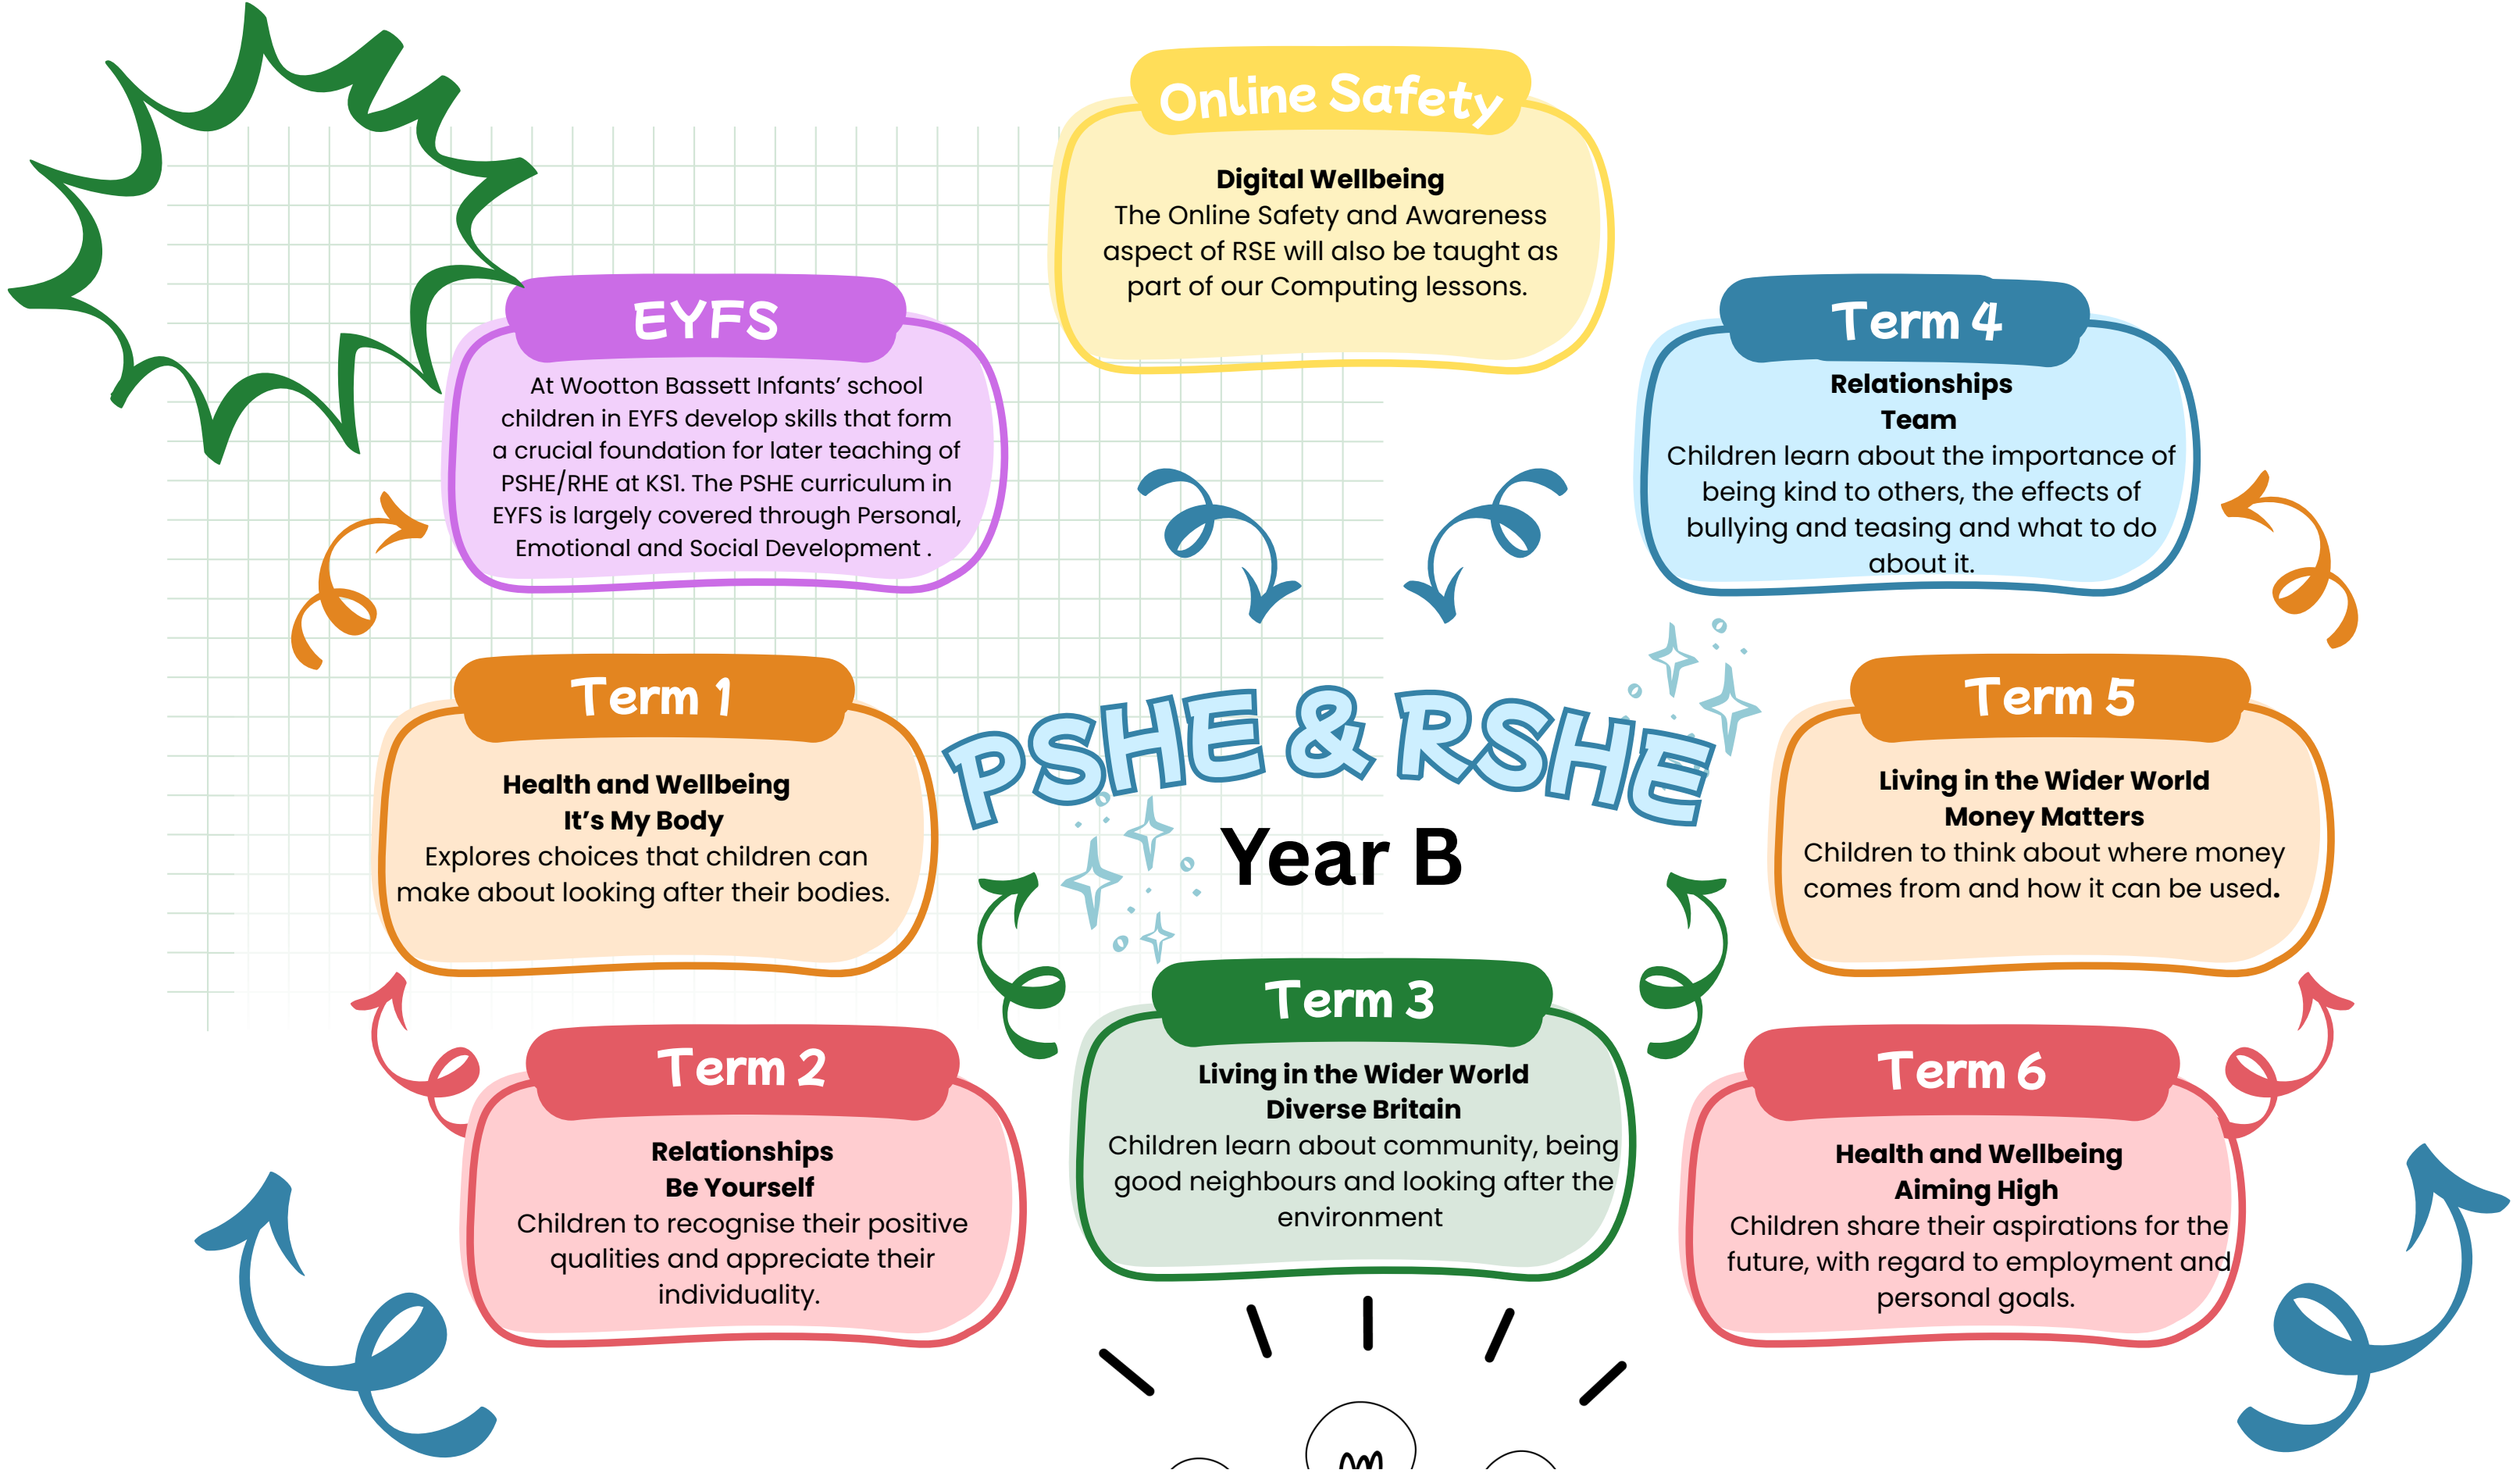 Online Safety
Digital Wellbeing
The Online Safety and Awareness
aspect of RSE will also be taught as
part of our Computing lessons.
EYFS
At Wootton Bassett Infants’ school
children in EYFS develop skills that form
a crucial foundation for later teaching of
PSHE/RHE at KS1. The PSHE curriculum in
EYFS is largely covered through Personal,
Emotional and Social Development .
Term 4
Relationships
Team
Children learn about the importance of
being kind to others, the effects of
bullying and teasing and what to do
about it.
Term 1
Health and Wellbeing
It’s My Body
Explores choices that children can
make about looking after their bodies.
PSHE & RSHE
Year B
Term 5
Living in the Wider World
Money Matters
Children to think about where money
comes from and how it can be used.
Term 2
Relationships
Be Yourself
Children to recognise their positive
qualities and appreciate their
individuality.
Term 3
Living in the Wider World
Diverse Britain
Children learn about community, being
good neighbours and looking after the
environment
Term 6
Health and Wellbeing
Aiming High
Children share their aspirations for the
future, with regard to employment and
personal goals.